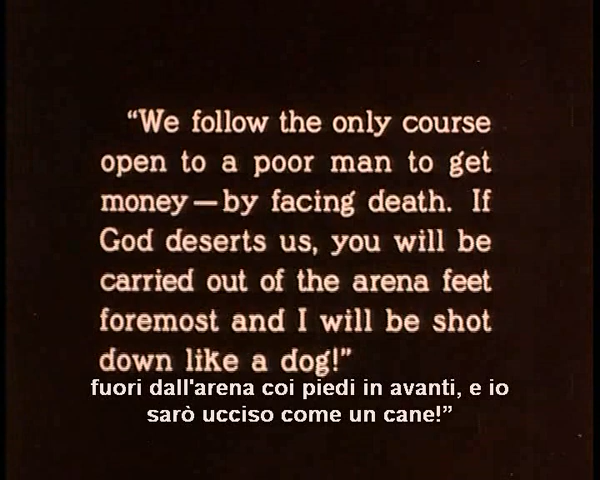 “We follow the only course
open to a poor man to get
money—by facing death. If
God deserts us, you will be
carried out of the arena feet
foremost and I will be shot
down like a dog!”
fuori dall'arena coi piedi in avanti, e io
sarò ucciso come un cane!”